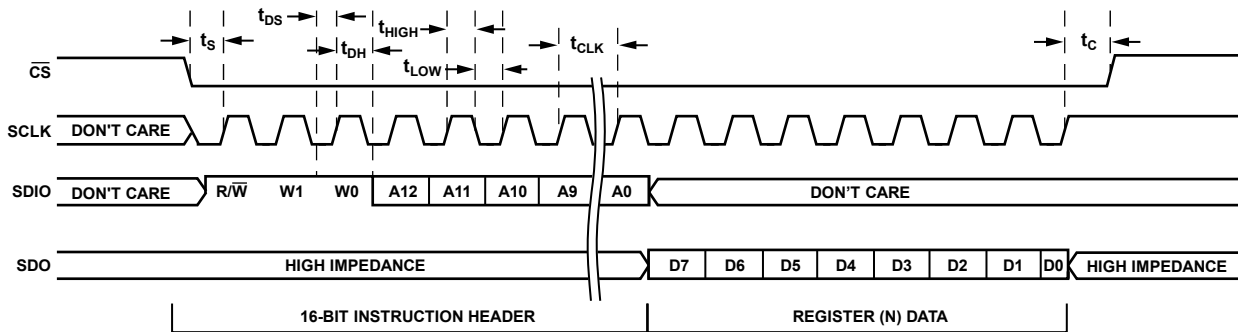 tDS
tHIGH
tS
tDH
tCLK
tC
tLOW
CS
SCLK DON'T CARE
SDIO DON'T CARE R/W W1 W0 A12 A11 A10 A9 A0 DON'T CARE
SDO HIGH IMPEDANCE D7 D6 D5 D4 D3 D2 D1 D0 HIGH IMPEDANCE
16-BIT INSTRUCTION HEADER REGISTER (N) DATA